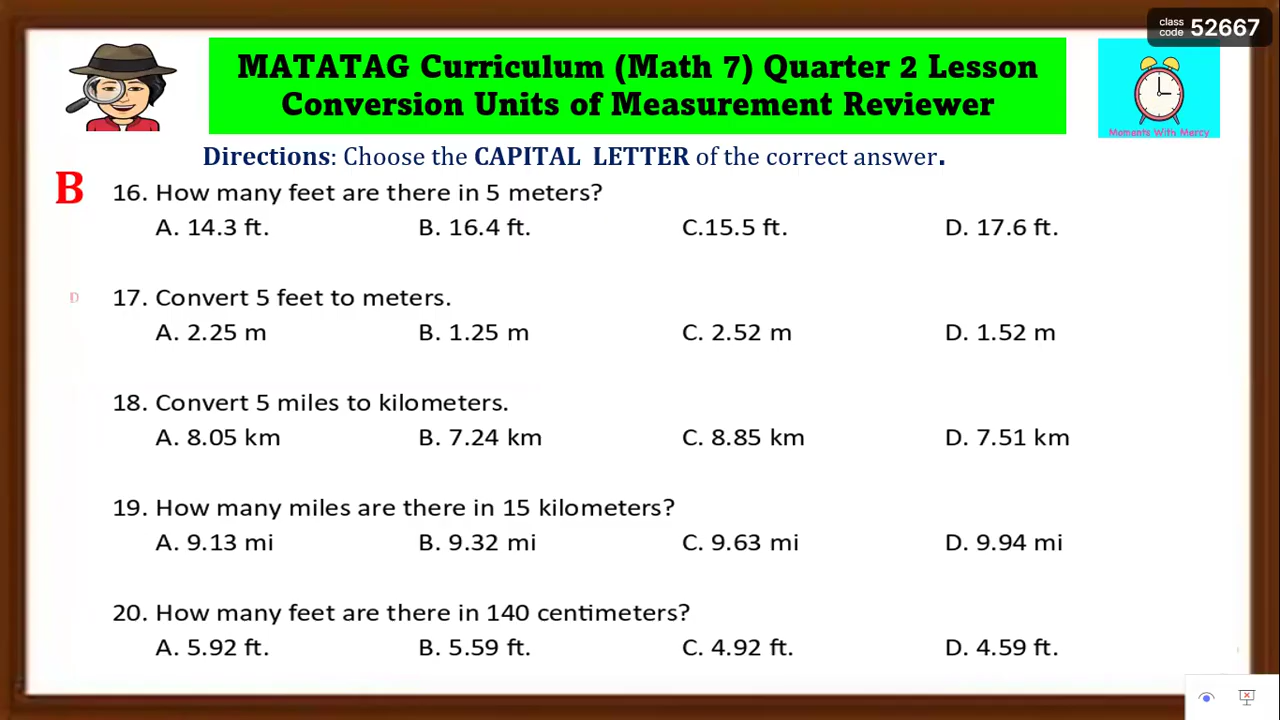 class
code 52667
MATATAG Curriculum (Math 7) Quarter 2 Lesson
Conversion Units of Measurement Reviewer
Moments With Mercy
Directions: Choose the CAPITAL LETTER of the correct answer.
B 16. How many feet are there in 5 meters?
A. 14.3 ft. B. 16.4 ft. C.15.5 ft. D. 17.6 ft.
D 17. Convert 5 feet to meters.
A. 2.25 m B. 1.25 m C. 2.52 m D. 1.52 m
18. Convert 5 miles to kilometers.
A. 8.05 km B. 7.24 km C. 8.85 km D. 7.51 km
19. How many miles are there in 15 kilometers?
A. 9.13 mi B. 9.32 mi C. 9.63 mi D. 9.94 mi
20. How many feet are there in 140 centimeters?
A. 5.92 ft. B. 5.59 ft. C. 4.92 ft. D. 4.59 ft.